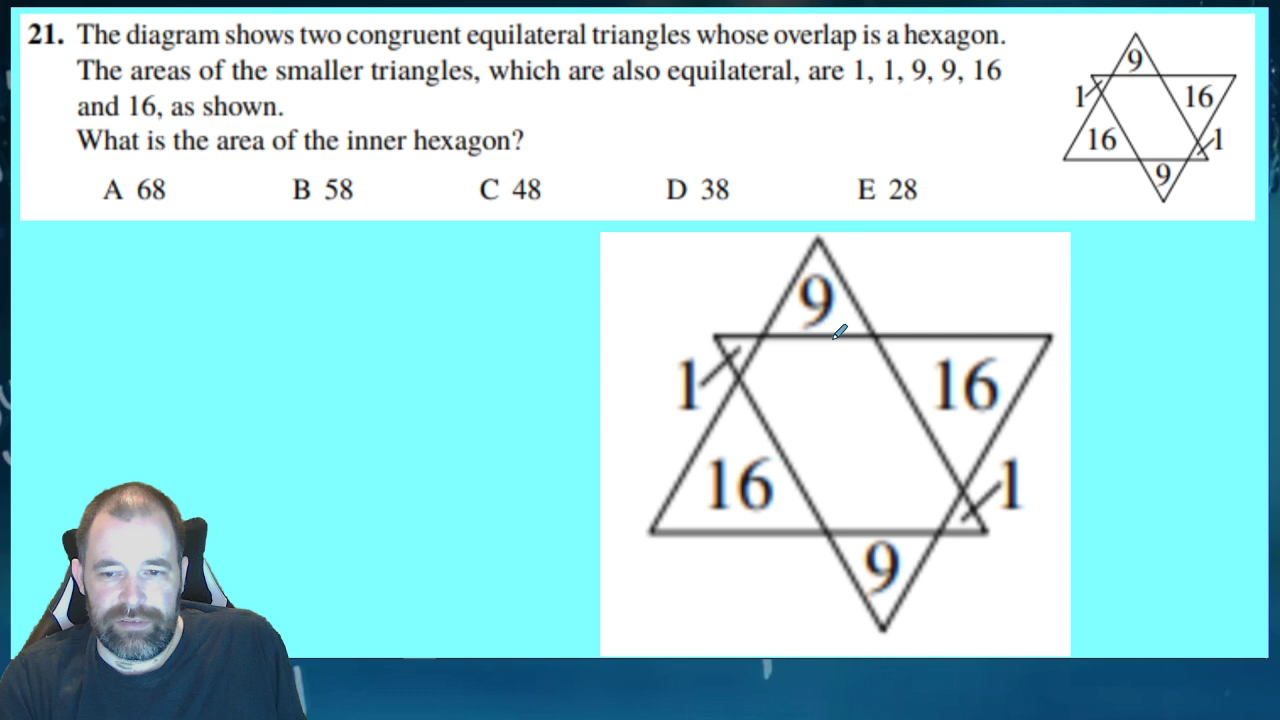 21. The diagram shows two congruent equilateral triangles whose overlap is a hexagon.
The areas of the smaller triangles, which are also equilateral, are 1, 1, 9, 9, 16
and 16, as shown.
What is the area of the inner hexagon?
A 68 B 58 C 48 D 38 E 28
9
1 16
16 1
9
9
1 16
16 1
9